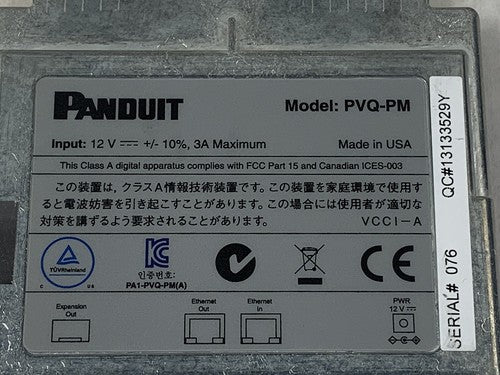 PANDUIT
Model: PVQ-PM
Input: 12 V ⎓ +/- 10%, 3A Maximum
Made in USA
This Class A digital apparatus complies with FCC Part 15 and Canadian ICES-003
この装置は,クラスA情報技術装置です。この装置を家庭環境で使用す
ると電波妨害を引き起こすことがあります。この場合には使用者が適切な
対策を講ずるよう要求されることがあります。
VCCI-A
TÜVRheinland
C US
인증번호:
PA1-PVQ-PM(A)
CE
Expansion
Out
Ethernet
Out
Ethernet
In
PWR
12 V ⎓
SERIAL# 076 QC#13133529Y